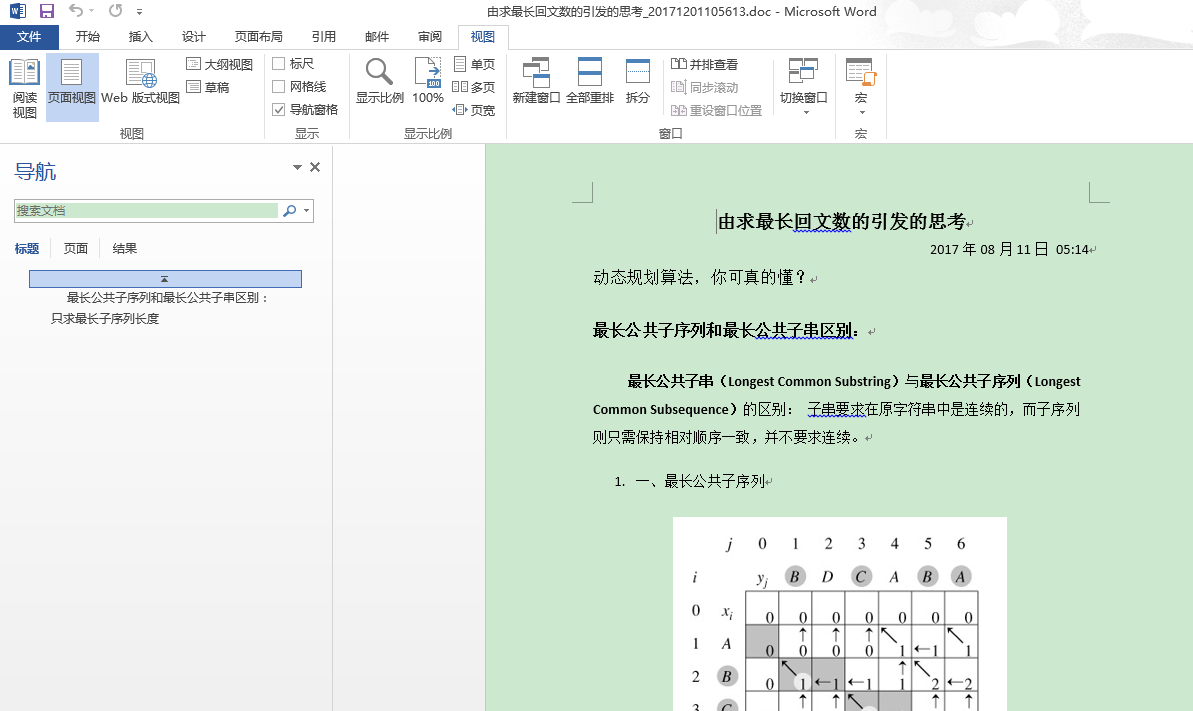 由求最长回文数的引发的思考_20171201105613.doc - Microsoft Word
文件 开始 插入 设计 页面布局 引用 邮件 审阅 视图
阅读视图 页面视图 Web 版式视图 大纲视图 草稿
视图
标尺
网格线
导航窗格
显示
显示比例 100% 单页 多页 页宽
显示比例
新建窗口 全部重排 拆分 并排查看 同步滚动 重设窗口位置 切换窗口
窗口
宏
宏
导航
搜索文档
标题 页面 结果
最长公共子序列和最长公共子串区别：
只求最长子序列长度
由求最长回文数的引发的思考
2017 年 08 月 11 日 05:14
动态规划算法，你可真的懂？
最长公共子序列和最长公共子串区别：
最长公共子串（Longest Common Substring）与最长公共子序列（Longest
Common Subsequence）的区别： 子串要求在原字符串中是连续的，而子序列
则只需保持相对顺序一致，并不要求连续。
1. 一、最长公共子序列
j 0 1 2 3 4 5 6
i yj B D C A B A
0 xi 0 0 0 0 0 0 0
1 A 0 0 0 0 1 1 1
2 B 0 1 1 1 1 2 2
3 C